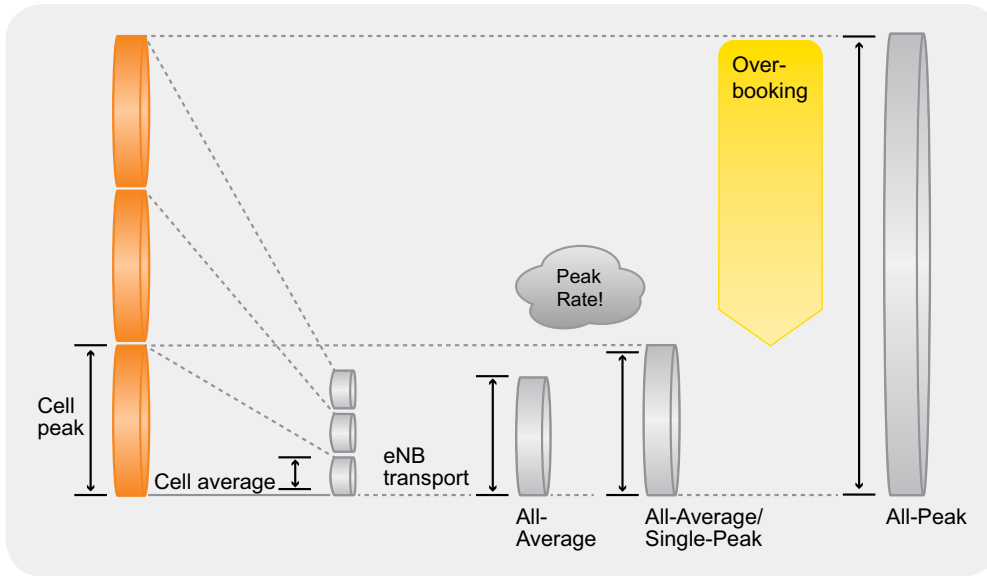 Over-
booking
Peak
Rate!
Cell
peak
Cell average
eNB
transport
All-
Average
All-Average/
Single-Peak
All-Peak